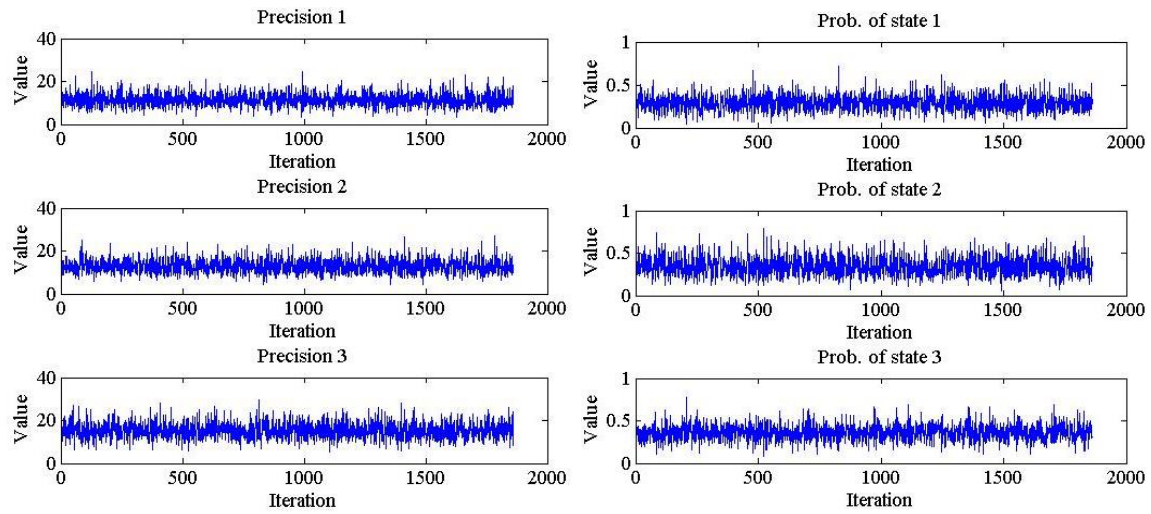 Precision 1
40
20
0
Value
0 500 1000 1500 2000
Iteration
Prob. of state 1
1
0.5
0
Value
0 500 1000 1500 2000
Iteration
Precision 2
40
20
0
Value
0 500 1000 1500 2000
Iteration
Prob. of state 2
1
0.5
0
Value
0 500 1000 1500 2000
Iteration
Precision 3
40
20
0
Value
0 500 1000 1500 2000
Iteration
Prob. of state 3
1
0.5
0
Value
0 500 1000 1500 2000
Iteration